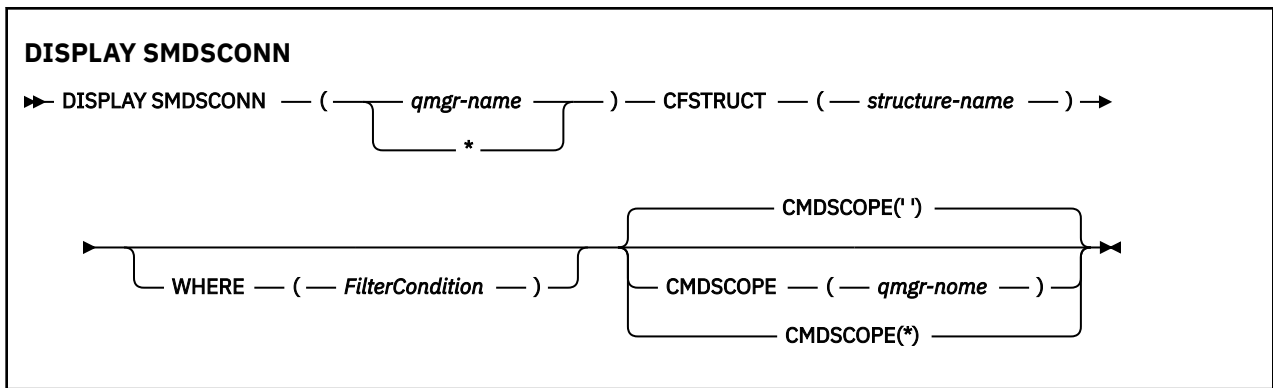 DISPLAY SMDSCONN
DISPLAY SMDSCONN ( qmgr-name ) CFSTRUCT ( structure-name )
*
CMDSCOPE(' ')
WHERE ( FilterCondition )
CMDSCOPE ( qmgr-nome )
CMDSCOPE(*)